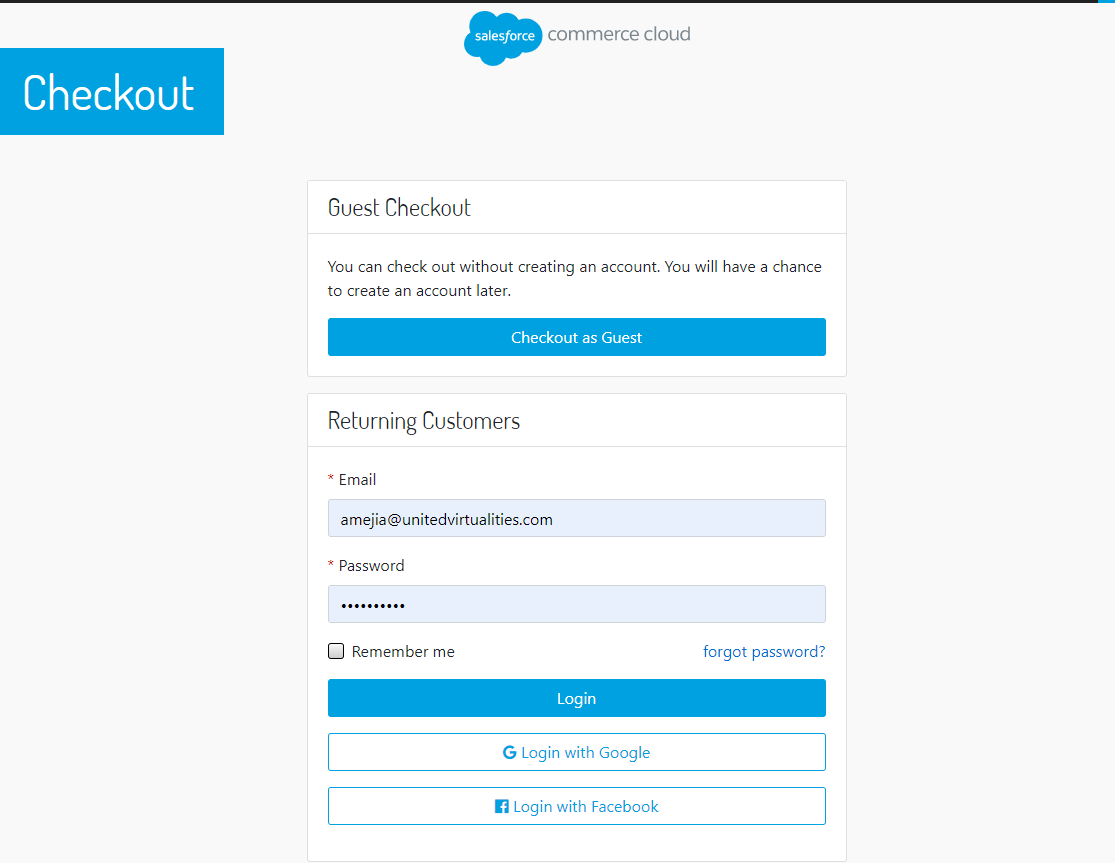 salesforce commerce cloud
Checkout
Guest Checkout
You can check out without creating an account. You will have a chance
to create an account later.
Checkout as Guest
Returning Customers
* Email
amejia@unitedvirtualities.com
* Password
••••••••••
Remember me forgot password?
Login
G Login with Google
Login with Facebook